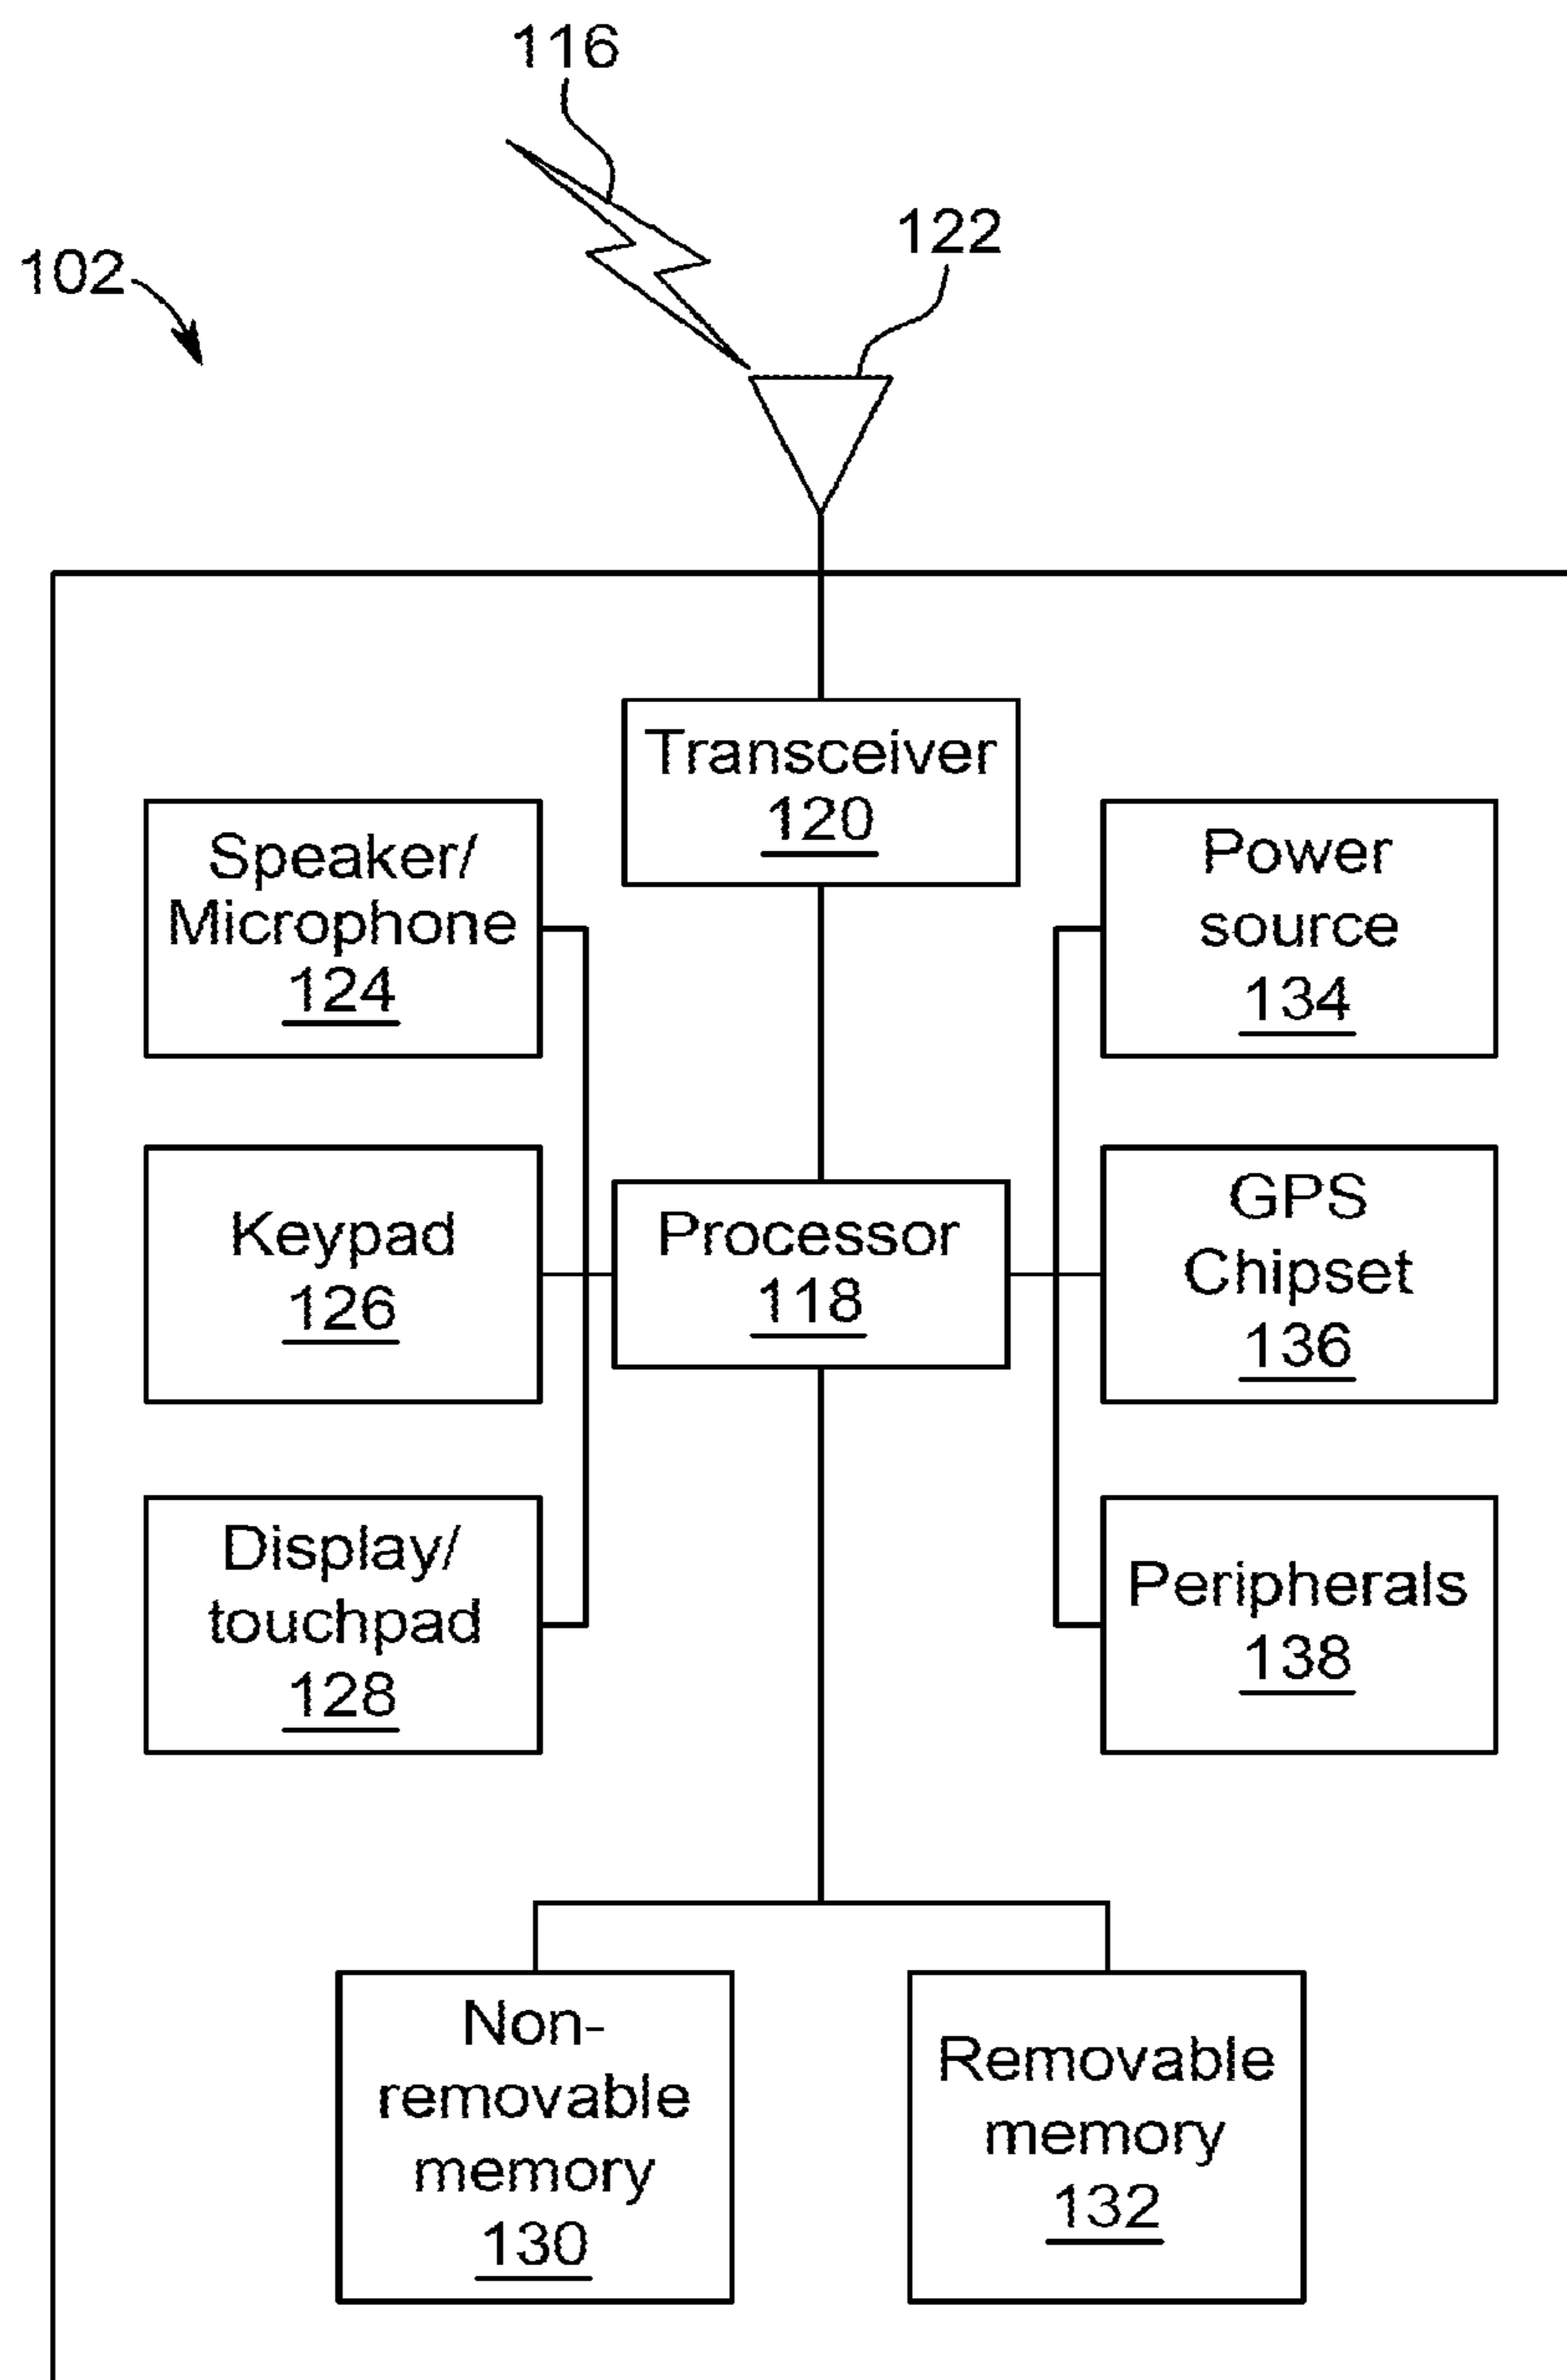 116
122
102
Transceiver
120
Speaker/
Microphone
124
Power
source
134
Keypad
126
Processor
118
GPS
Chipset
136
Display/
touchpad
128
Peripherals
138
Non-
removable
memory
130
Removable
memory
132